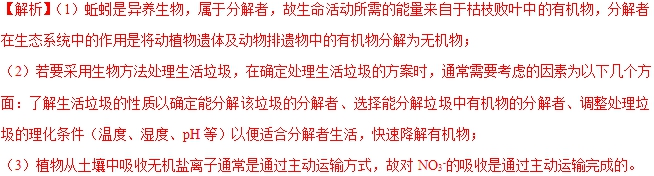 【解析】（1）蚯蚓是异养生物，属于分解者，故生命活动所需的能量来自于枯枝败叶中的有机物，分解者
在生态系统中的作用是将动植物遗体及动物排遗物中的有机物分解为无机物；
（2）若要采用生物方法处理生活垃圾，在确定处理生活垃圾的方案时，通常需要考虑的因素为以下几个方
面：了解生活垃圾的性质以确定能分解该垃圾的分解者、选择能分解垃圾中有机物的分解者、调整处理垃
圾的理化条件（温度、湿度、pH 等）以便适合分解者生活，快速降解有机物；
（3）植物从土壤中吸收无机盐离子通常是通过主动运输方式，故对 NO₃⁻的吸收是通过主动运输完成的。